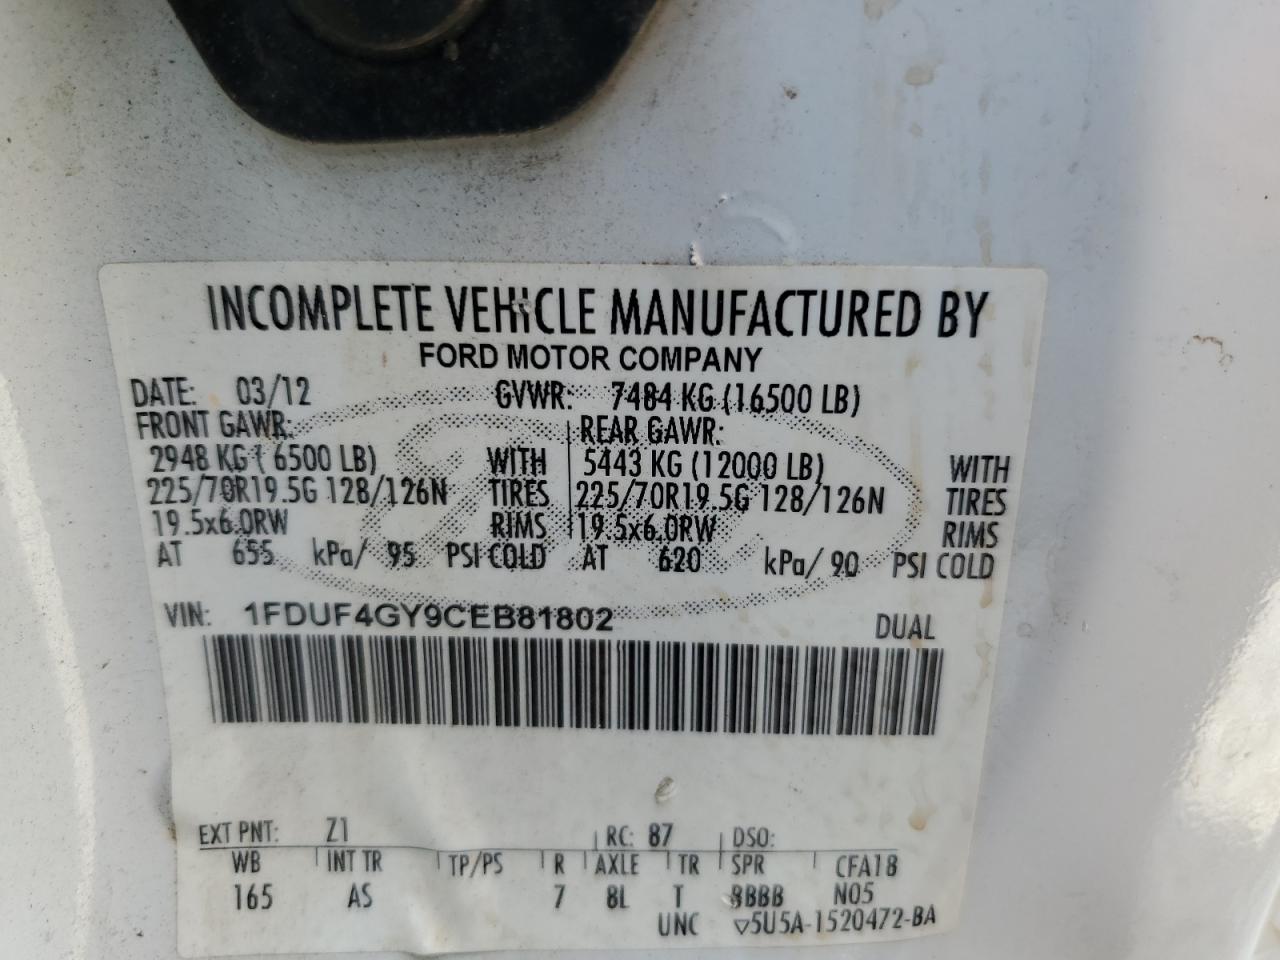 INCOMPLETE VEHICLE MANUFACTURED BY
FORD MOTOR COMPANY
DATE: 03/12 GVWR: 7484 KG (16500 LB)
FRONT GAWR: REAR GAWR:
2948 KG ( 6500 LB) WITH 5443 KG (12000 LB) WITH
225/70R19.5G 128/126N TIRES 225/70R19.5G 128/126N TIRES
19.5x6.0RW RIMS 19.5x6.0RW RIMS
AT 655 kPa/ 95 PSI COLD AT 620 kPa/ 90 PSI COLD
VIN: 1FDUF4GY9CEB81802 DUAL
EXT PNT: Z1 RC: 87 DSO:
WB INT TR TP/PS R AXLE TR SPR CFA18
165 AS 7 8L T BBBB N05
UNC ▽5U5A-1520472-BA